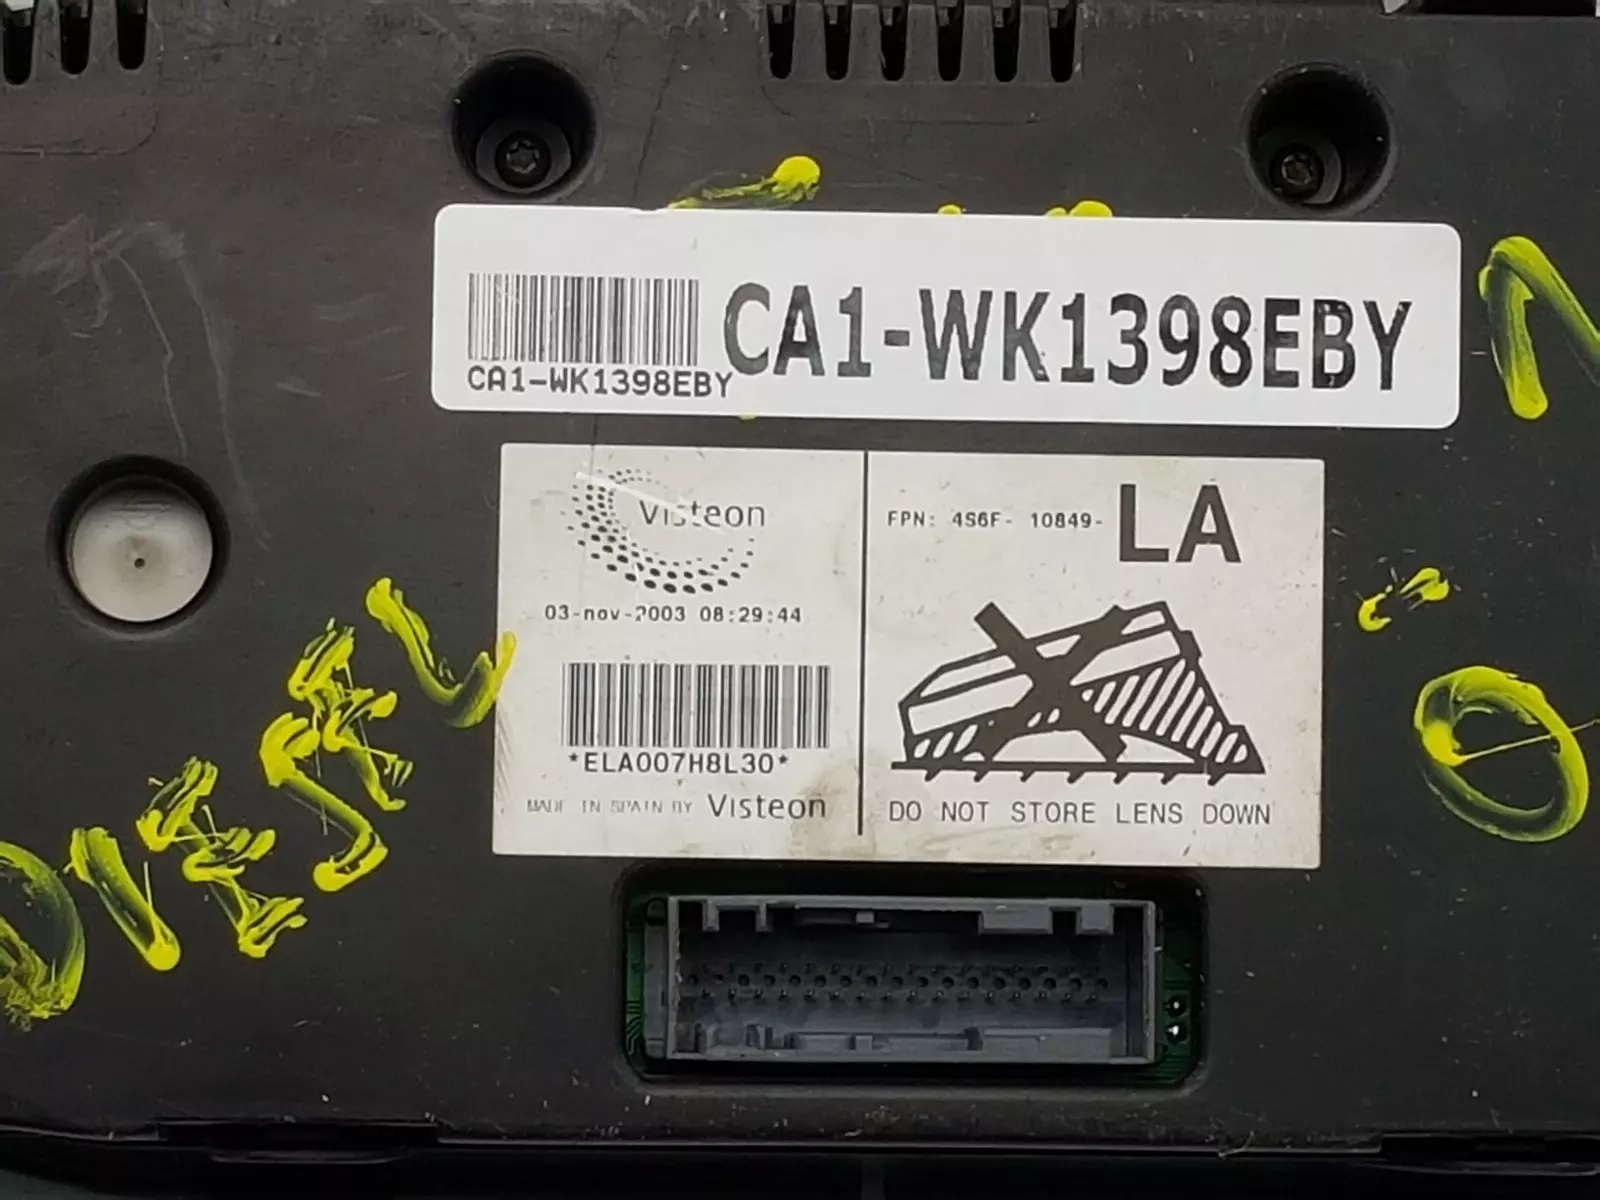 CA1-WK1398EBY
CA1-WK1398EBY
Visteon
03-nov-2003 08:29:44
*ELA007H8L30*
MADE IN SPAIN BY Visteon
FPN: 4S6F- 10849- LA
DO NOT STORE LENS DOWN
DIESEL